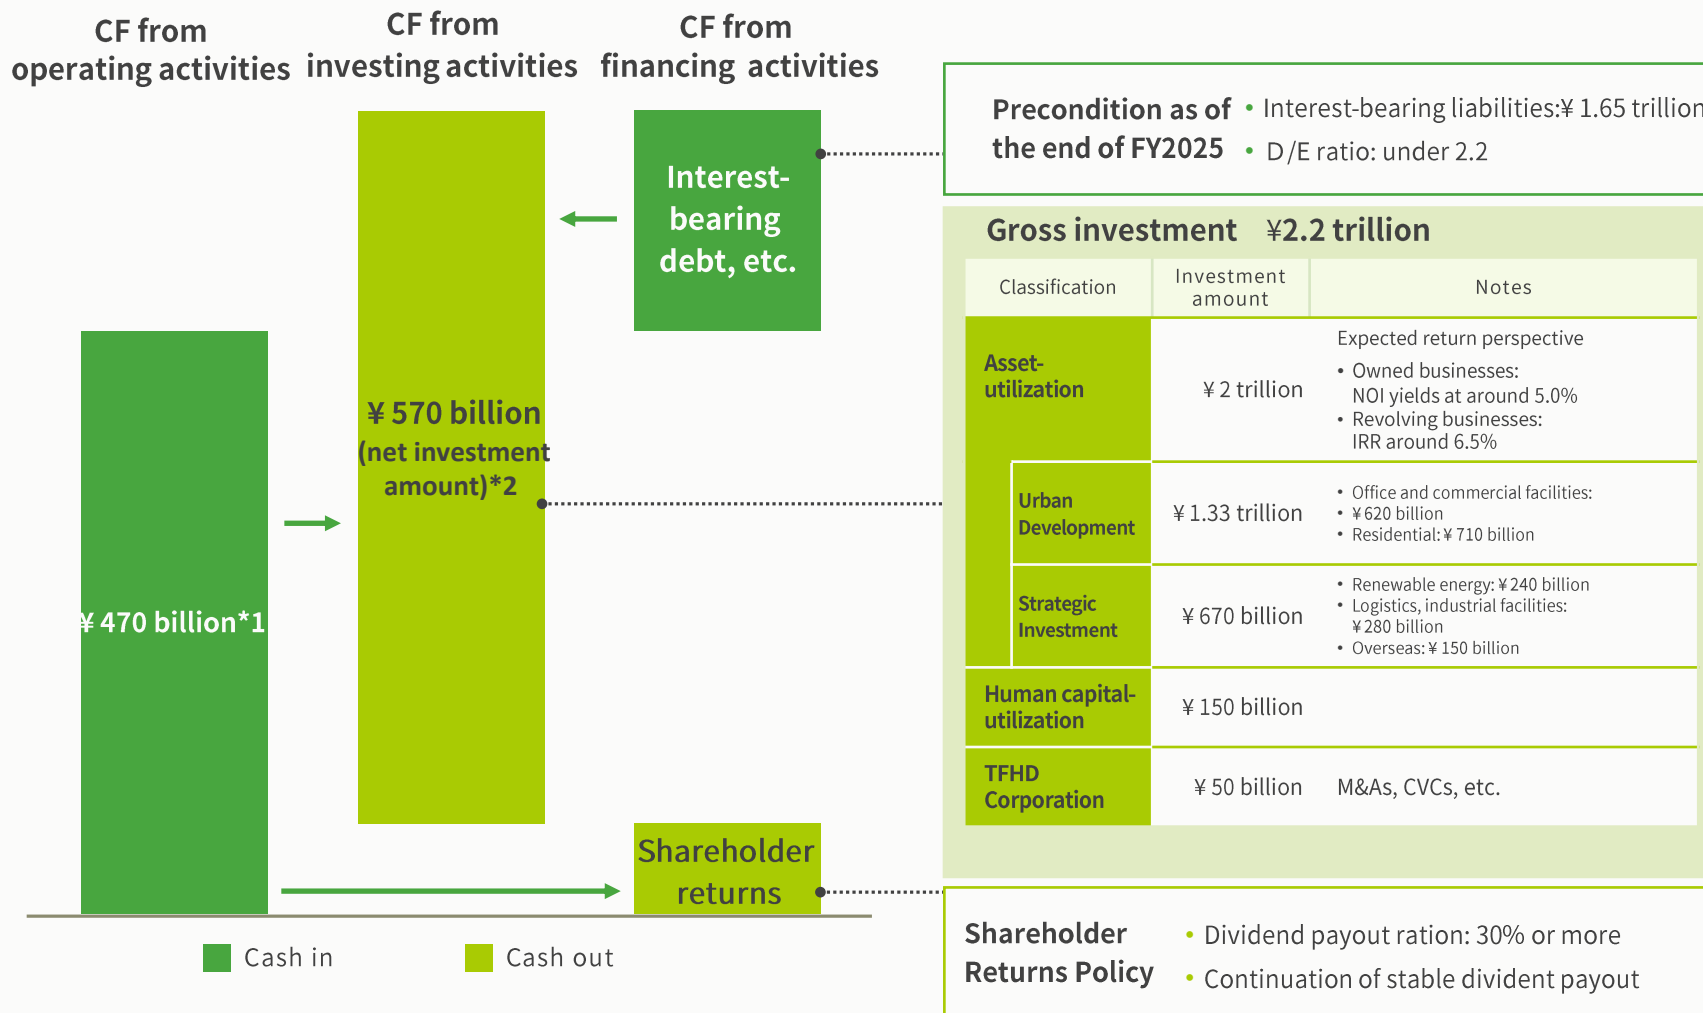 CF from
operating activities
CF from
investing activities
CF from
financing activities
Interest-
bearing
debt, etc.
¥ 570 billion
(net investment
amount)*2
¥ 470 billion*1
Shareholder
returns
Cash in
Cash out
Precondition as of
the end of FY2025
• Interest-bearing liabilities:¥ 1.65 trillion
• D/E ratio: under 2.2
Gross investment ¥2.2 trillion
Classification
Investment
amount
Notes
Asset-
utilization
¥ 2 trillion
Expected return perspective
• Owned businesses:
NOI yields at around 5.0%
• Revolving businesses:
IRR around 6.5%
Urban
Development
¥ 1.33 trillion
• Office and commercial facilities:
• ¥ 620 billion
• Residential: ¥ 710 billion
Strategic
Investment
¥ 670 billion
• Renewable energy: ¥ 240 billion
• Logistics, industrial facilities:
¥ 280 billion
• Overseas: ¥ 150 billion
Human capital-
utilization
¥ 150 billion
TFHD
Corporation
¥ 50 billion
M&As, CVCs, etc.
Shareholder
Returns Policy
• Dividend payout ration: 30% or more
• Continuation of stable divident payout